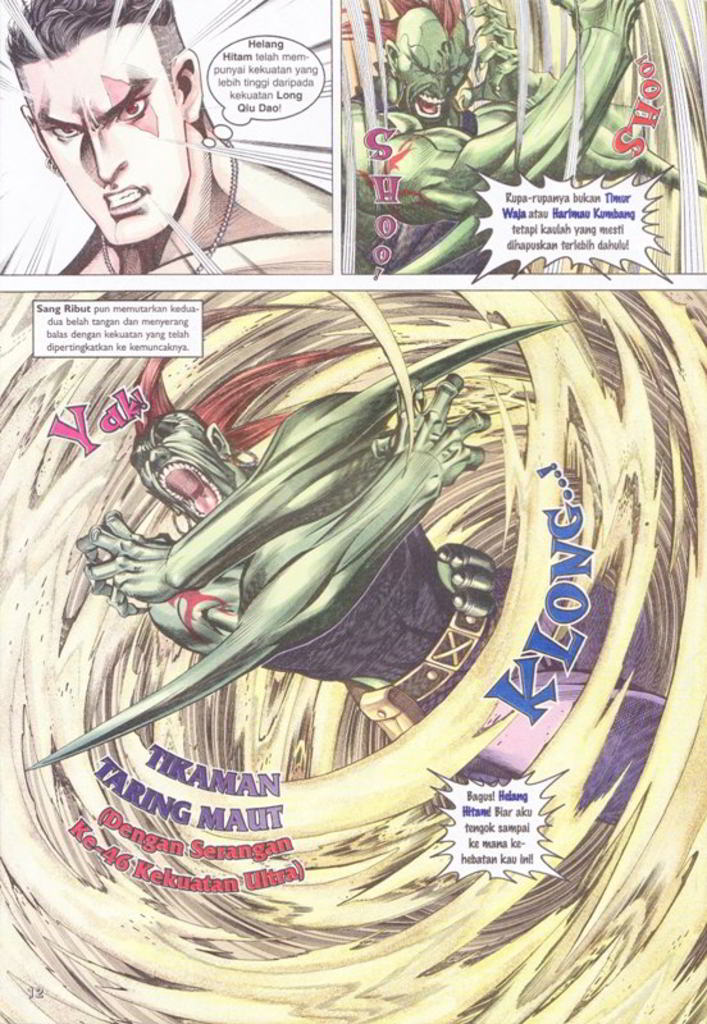 Helang
Hitam telah mem-
punyai kekuatan yang
lebih tinggi daripada
kekuatan Long
Qiu Dao!
SHOOO
SHOOO
Rupa-rupanya bukan Timur
Waja atau Harimau Kumbang
tetapi kaulah yang mesti
dihapuskan terlebih dahulu!
Sang Ribut pun memutarkan kedua-
dua belah tangan dan menyerang
balas dengan kekuatan yang telah
dipertingkatkan ke kemuncaknya.
Yak!
KLONG...!
TIKAMAN
TARING MAUT
(Dengan Serangan
Ke-46 Kekuatan Ultra)
Bagus! Helang
Hitam! Biar aku
tengok sampai
ke mana ke-
hebatan kau ini!
12